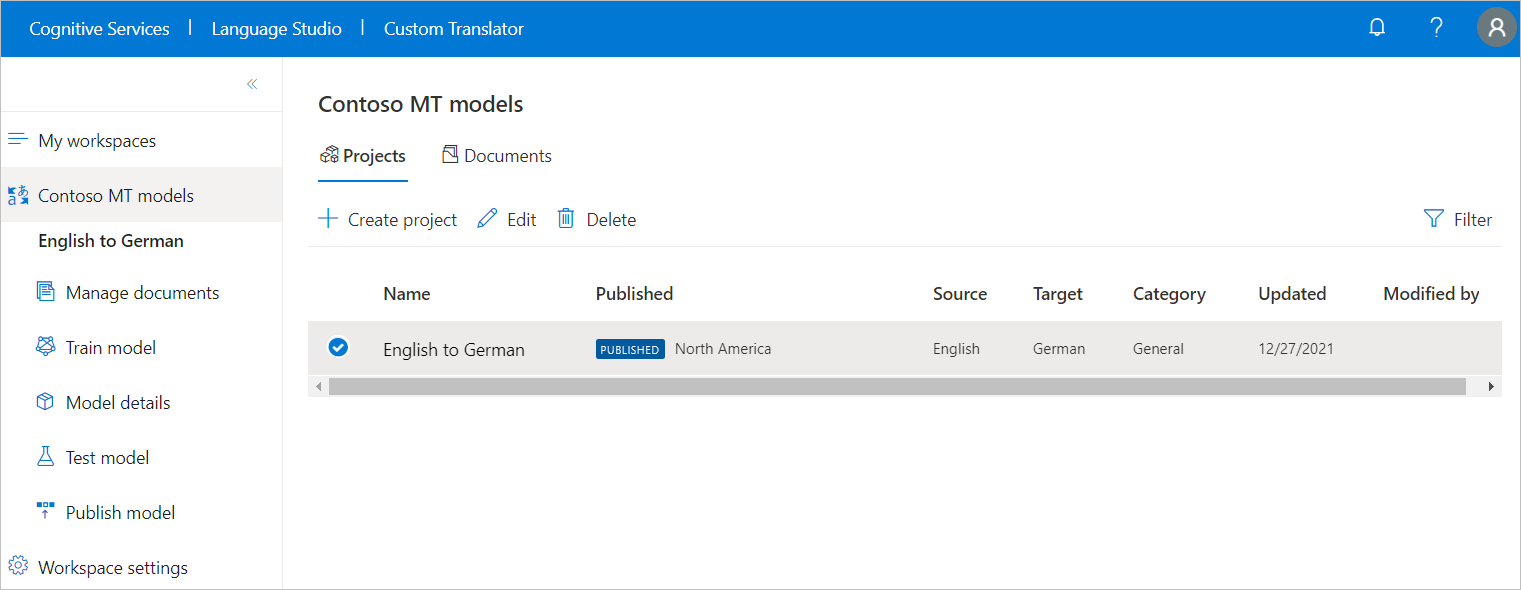 Cognitive Services | Language Studio | Custom Translator
My workspaces
Contoso MT models
English to German
Manage documents
Train model
Model details
Test model
Publish model
Workspace settings
Contoso MT models
Projects Documents
Create project Edit Delete Filter
Name Published Source Target Category Updated Modified by
English to German PUBLISHED North America English German General 12/27/2021